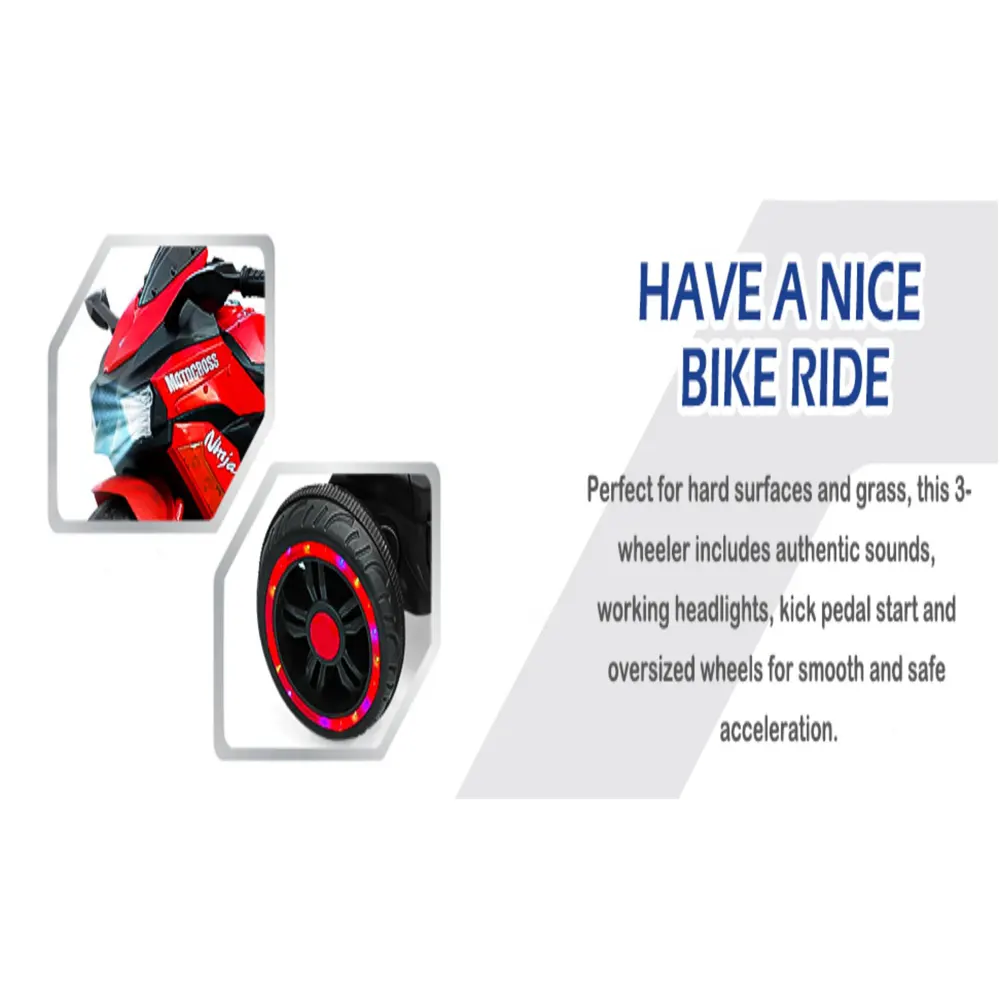 MOTOCROSS
Ninja
HAVE A NICE
BIKE RIDE
Perfect for hard surfaces and grass, this 3-
wheeler includes authentic sounds,
working headlights, kick pedal start and
oversized wheels for smooth and safe
acceleration.